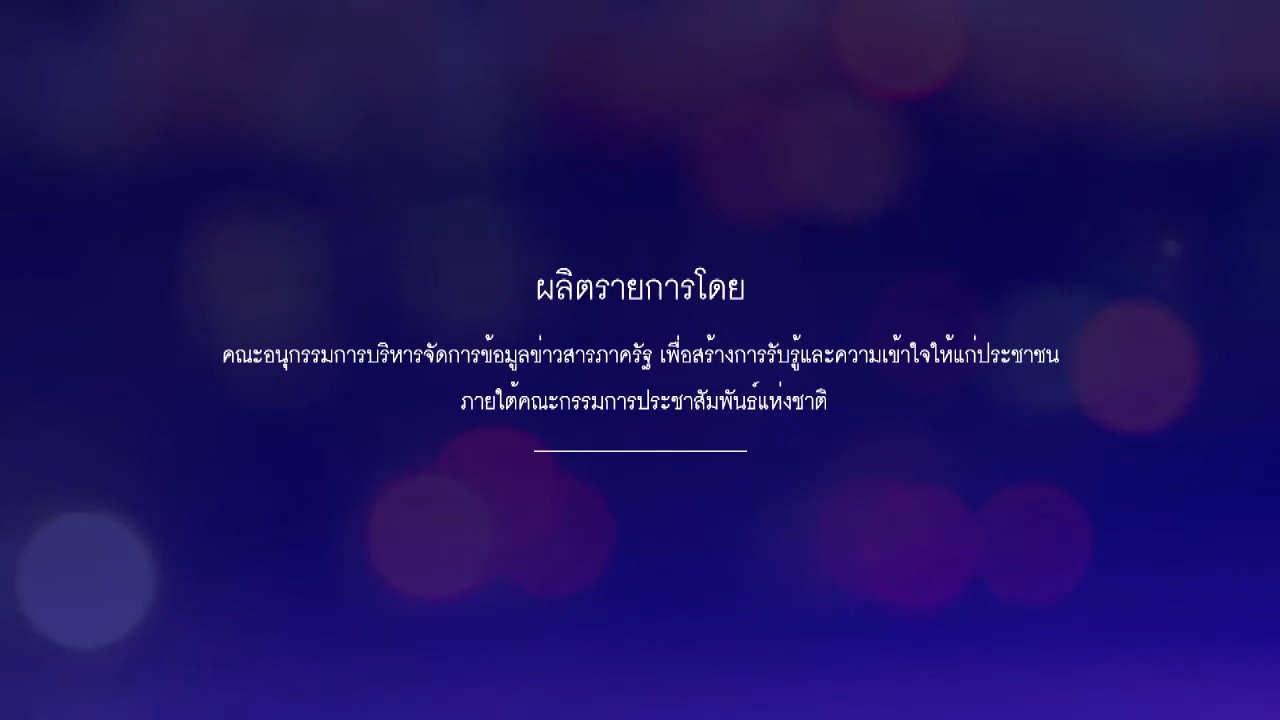 ผลิตรายการโดย
คณะอนุกรรมการบริหารจัดการข้อมูลข่าวสารภาครัฐ เพื่อสร้างการรับรู้และความเข้าใจให้แก่ประชาชน
ภายใต้คณะกรรมการประชาสัมพันธ์แห่งชาติ